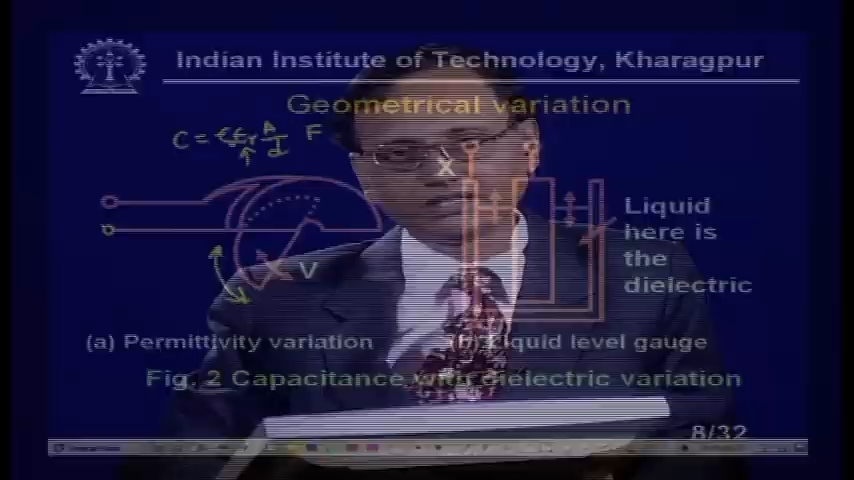 Indian Institute of Technology, Kharagpur
Geometrical variation
C = εεr A/d F
X
V
Liquid
here is
the
dielectric
(a) Permittivity variation
(b) Liquid level gauge
Fig. 2 Capacitance with dielectric variation
8/32